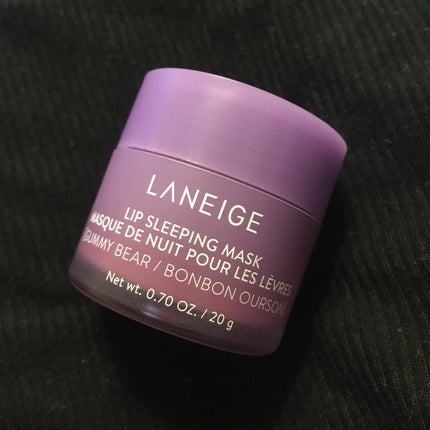 LANEIGE
LIP SLEEPING MASK
MASQUE DE NUIT POUR LES LÈVRES
[GUMMY BEAR / BONBON OURSON]
Net wt. 0.70 OZ. / 20 g